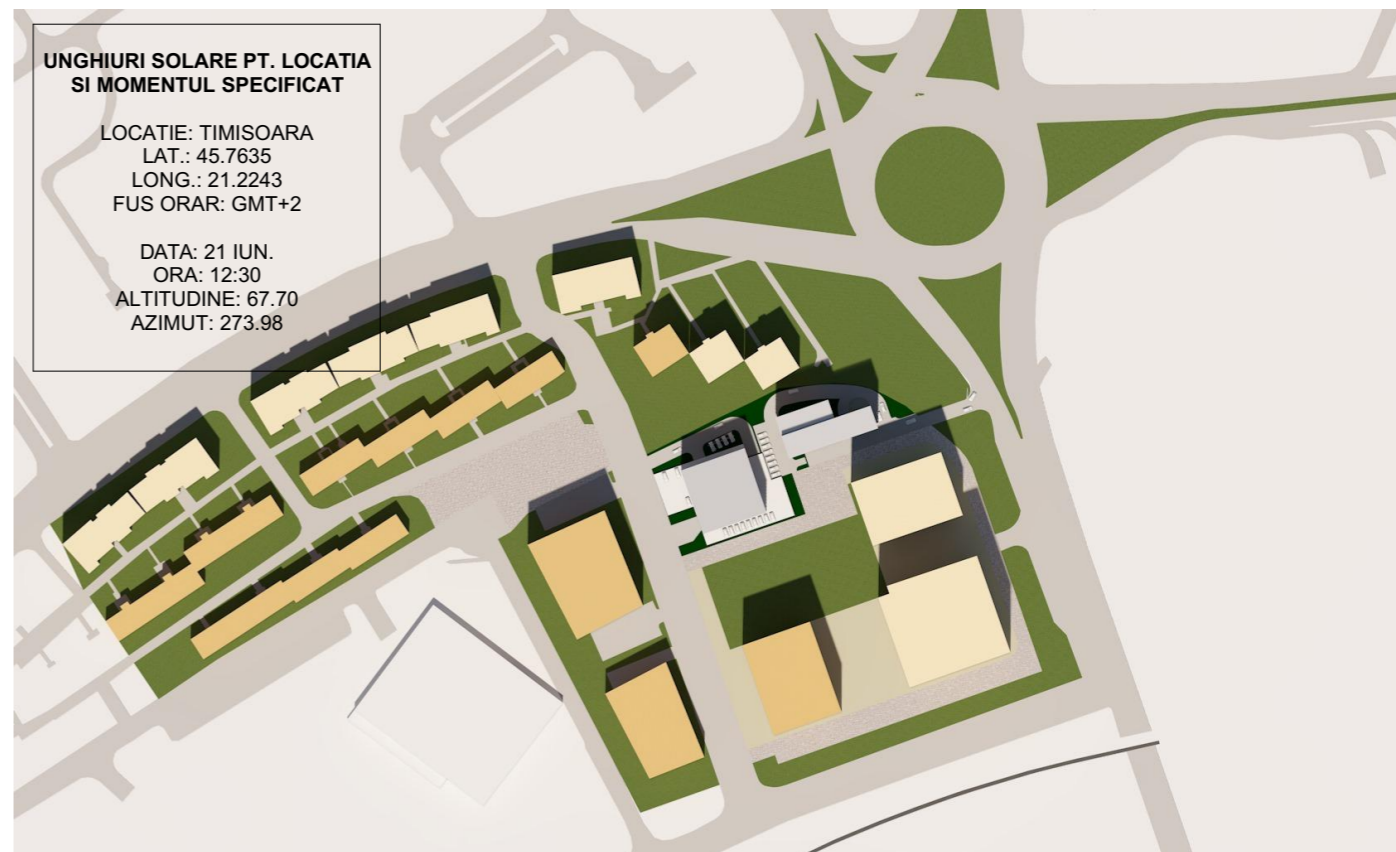 UNGHIURI SOLARE PT. LOCATIA
SI MOMENTUL SPECIFICAT
LOCATIE: TIMISOARA
LAT.: 45.7635
LONG.: 21.2243
FUS ORAR: GMT+2
DATA: 21 IUN.
ORA: 12:30
ALTITUDINE: 67.70
AZIMUT: 273.98